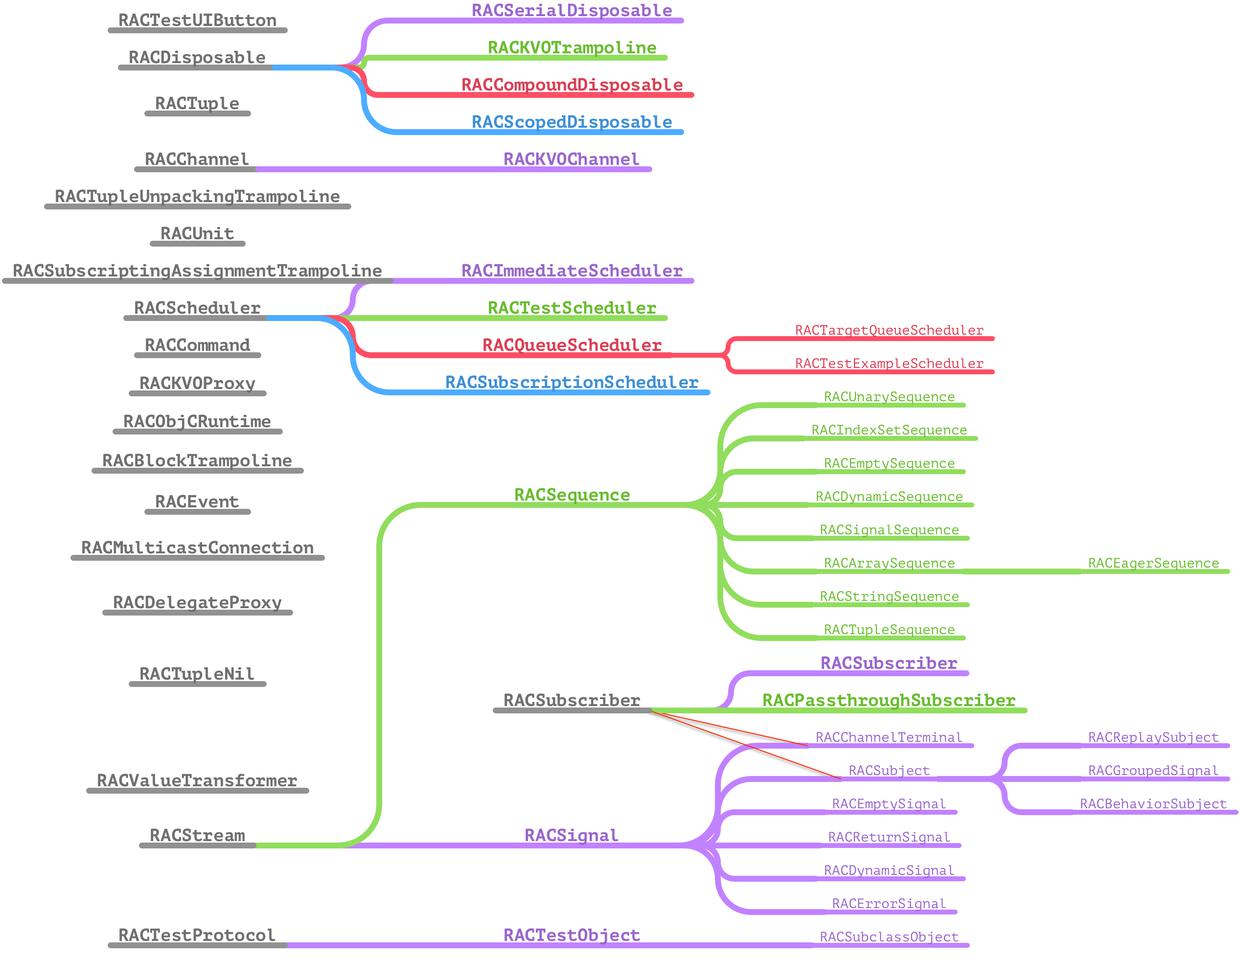 RACTestUIButton
RACDisposable
RACSerialDisposable
RACKVOTrampoline
RACCompoundDisposable
RACScopedDisposable
RACTuple
RACChannel
RACKVOChannel
RACTupleUnpackingTrampoline
RACUnit
RACSubscriptingAssignmentTrampoline
RACScheduler
RACImmediateScheduler
RACTestScheduler
RACQueueScheduler
RACTargetQueueScheduler
RACTestExampleScheduler
RACSubscriptionScheduler
RACCommand
RACKVOProxy
RACObjCRuntime
RACBlockTrampoline
RACEvent
RACMulticastConnection
RACDelegateProxy
RACTupleNil
RACValueTransformer
RACStream
RACSequence
RACUnarySequence
RACIndexSetSequence
RACEmptySequence
RACDynamicSequence
RACSignalSequence
RACArraySequence
RACEagerSequence
RACStringSequence
RACTupleSequence
RACSubscriber
RACSubscriber
RACPassthroughSubscriber
RACSignal
RACChannelTerminal
RACSubject
RACReplaySubject
RACGroupedSignal
RACBehaviorSubject
RACEmptySignal
RACReturnSignal
RACDynamicSignal
RACErrorSignal
RACTestProtocol
RACTestObject
RACSubclassObject